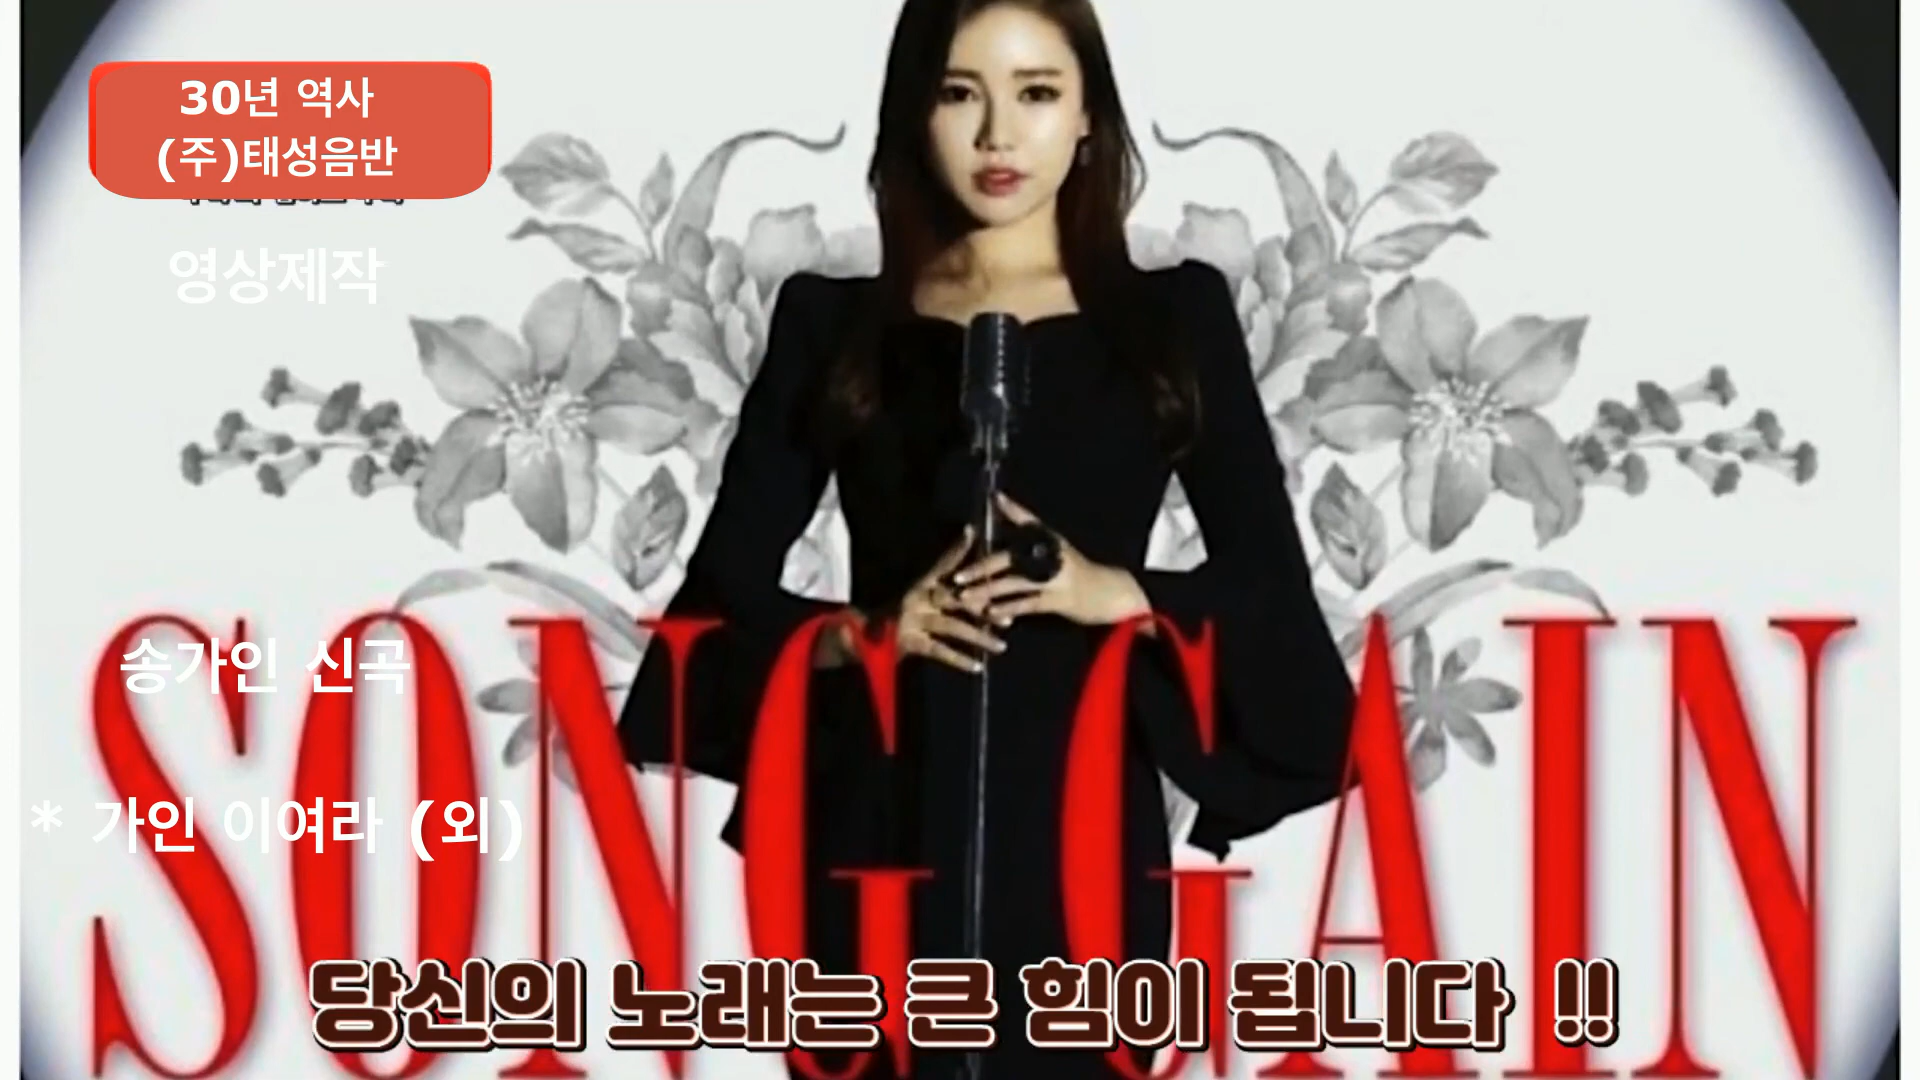 30년 역사
(주)태성음반
영상제작
송가인 신곡
* 가인 이여라 (외)
SONG GAIN
당신의 노래는 큰 힘이 됩니다 !!